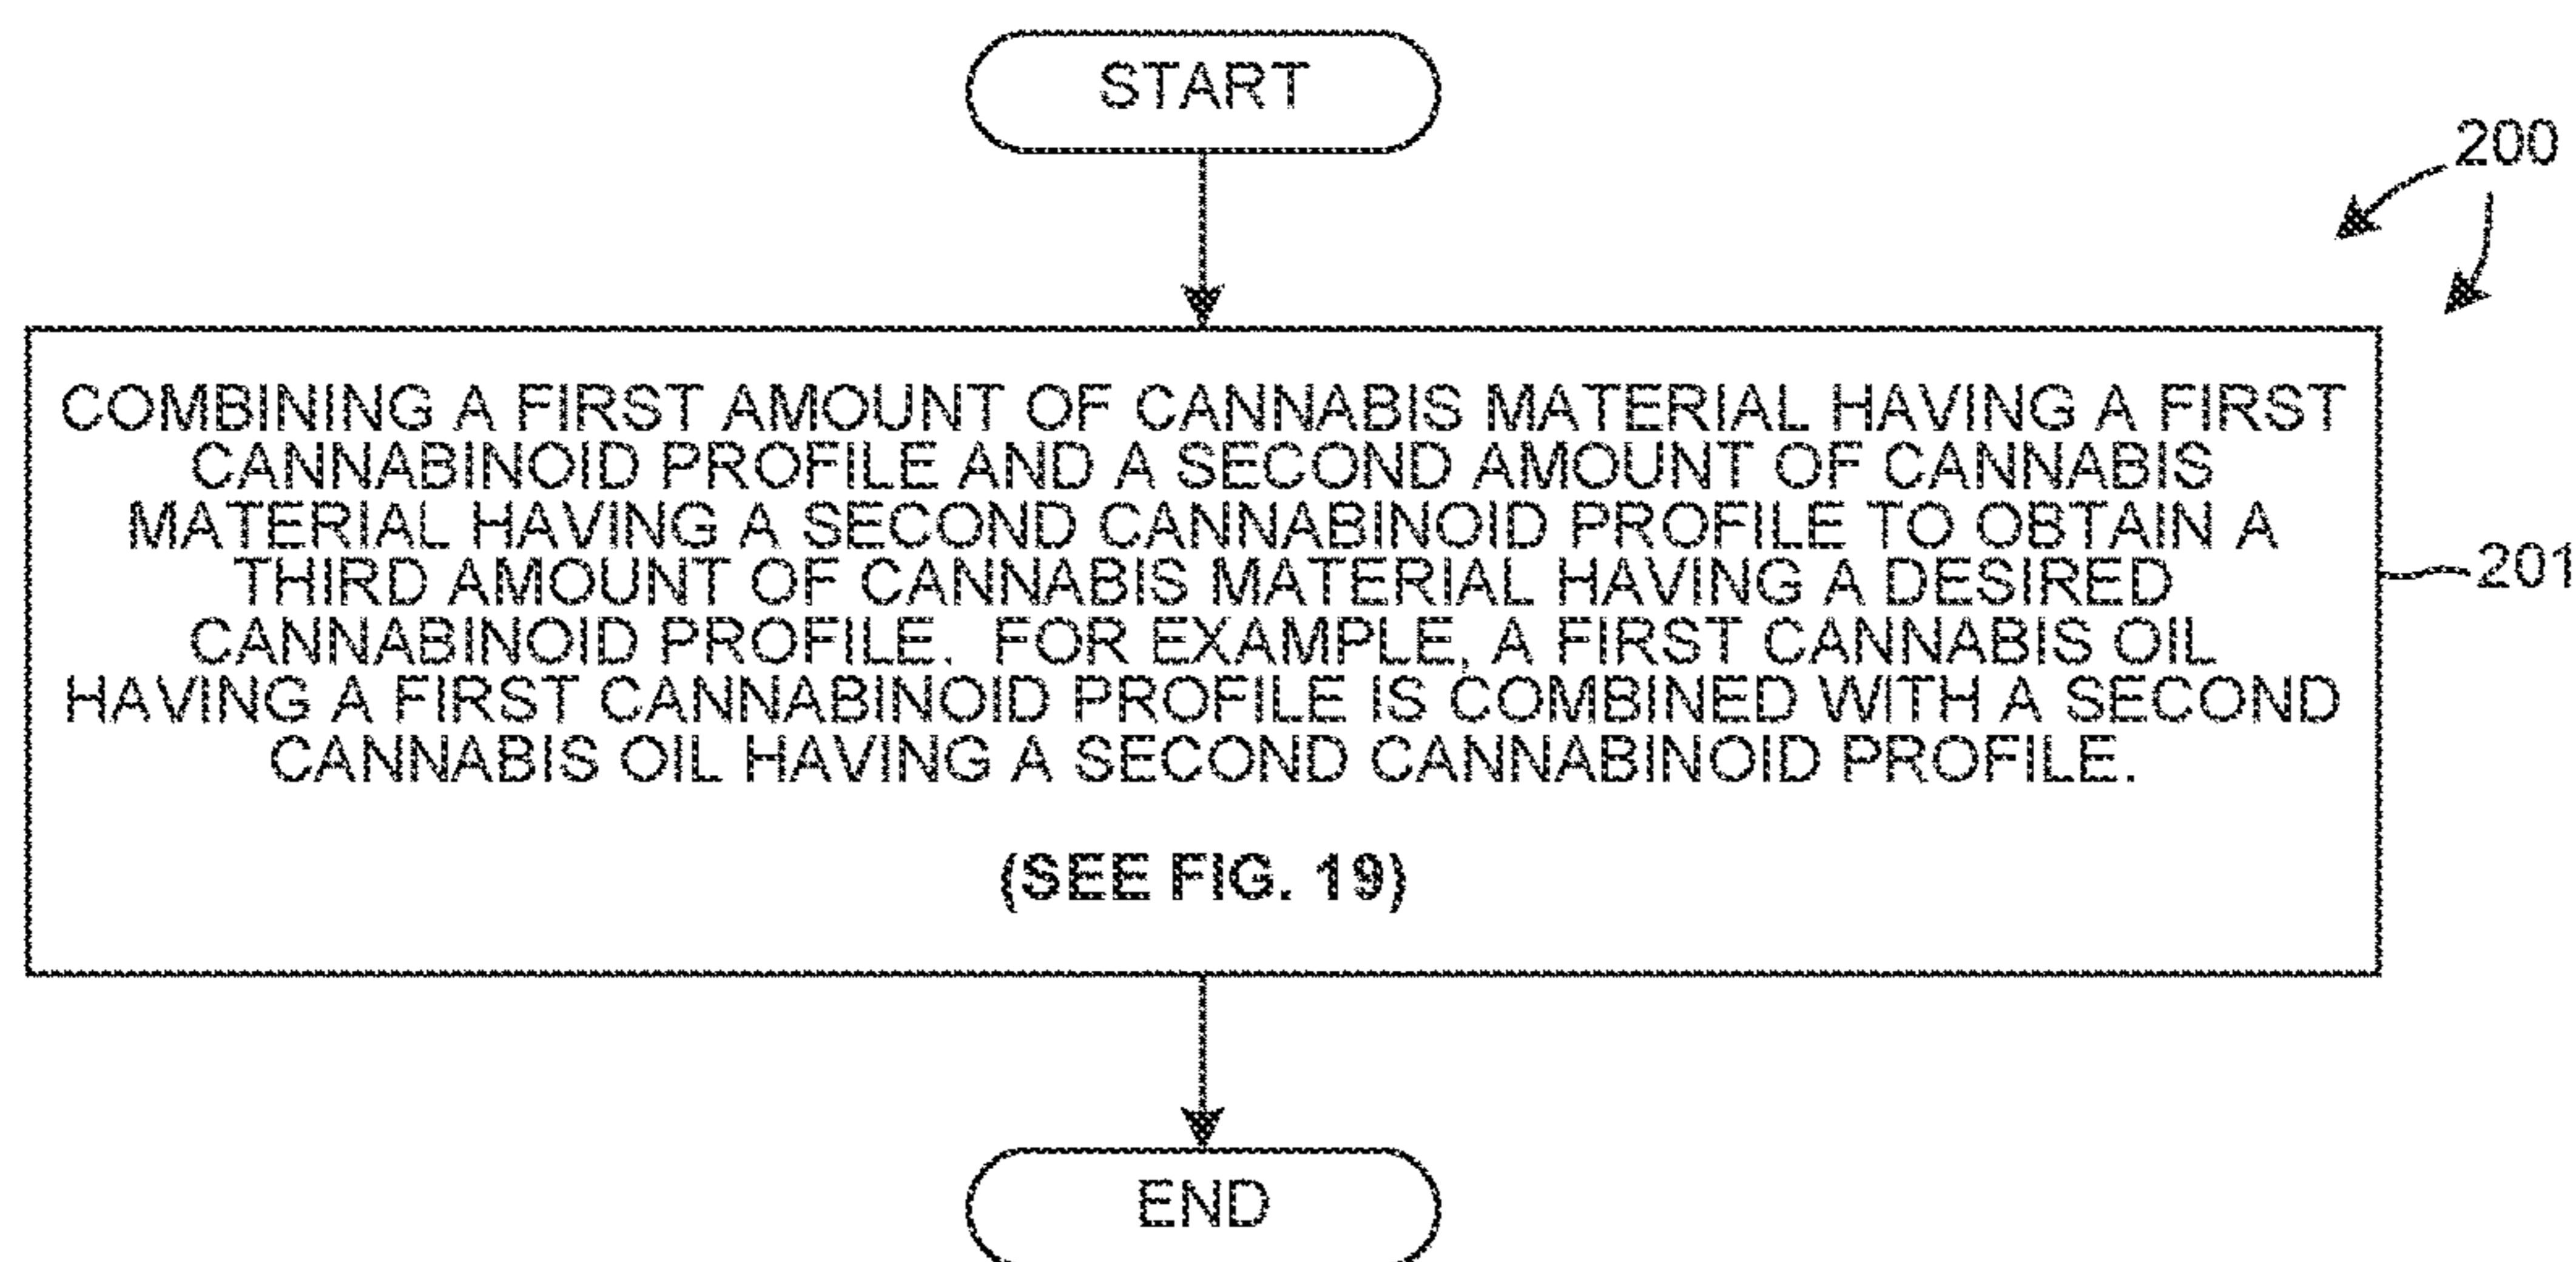 START
200
COMBINING A FIRST AMOUNT OF CANNABIS MATERIAL HAVING A FIRST
CANNABINOID PROFILE AND A SECOND AMOUNT OF CANNABIS
MATERIAL HAVING A SECOND CANNABINOID PROFILE TO OBTAIN A
THIRD AMOUNT OF CANNABIS MATERIAL HAVING A DESIRED
CANNABINOID PROFILE. FOR EXAMPLE, A FIRST CANNABIS OIL
HAVING A FIRST CANNABINOID PROFILE IS COMBINED WITH A SECOND
CANNABIS OIL HAVING A SECOND CANNABINOID PROFILE.
(SEE FIG. 19)
201
END